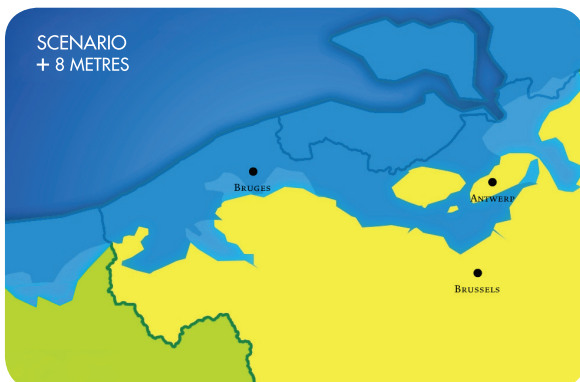 SCENARIO
+ 8 METRES
BRUGES
ANTWERP
BRUSSELS